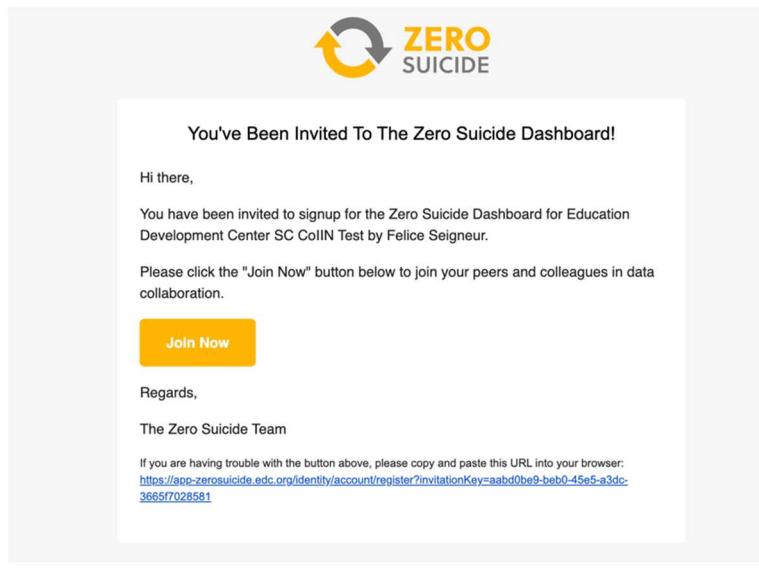 ZERO
SUICIDE
You've Been Invited To The Zero Suicide Dashboard!
Hi there,
You have been invited to signup for the Zero Suicide Dashboard for Education
Development Center SC CoIIN Test by Felice Seigneur.
Please click the "Join Now" button below to join your peers and colleagues in data
collaboration.
Join Now
Regards,
The Zero Suicide Team
If you are having trouble with the button above, please copy and paste this URL into your browser:
https://app-zerosuicide.edc.org/identity/account/register?invitationKey=aabd0be9-beb0-45e5-a3dc-
3665f7028581